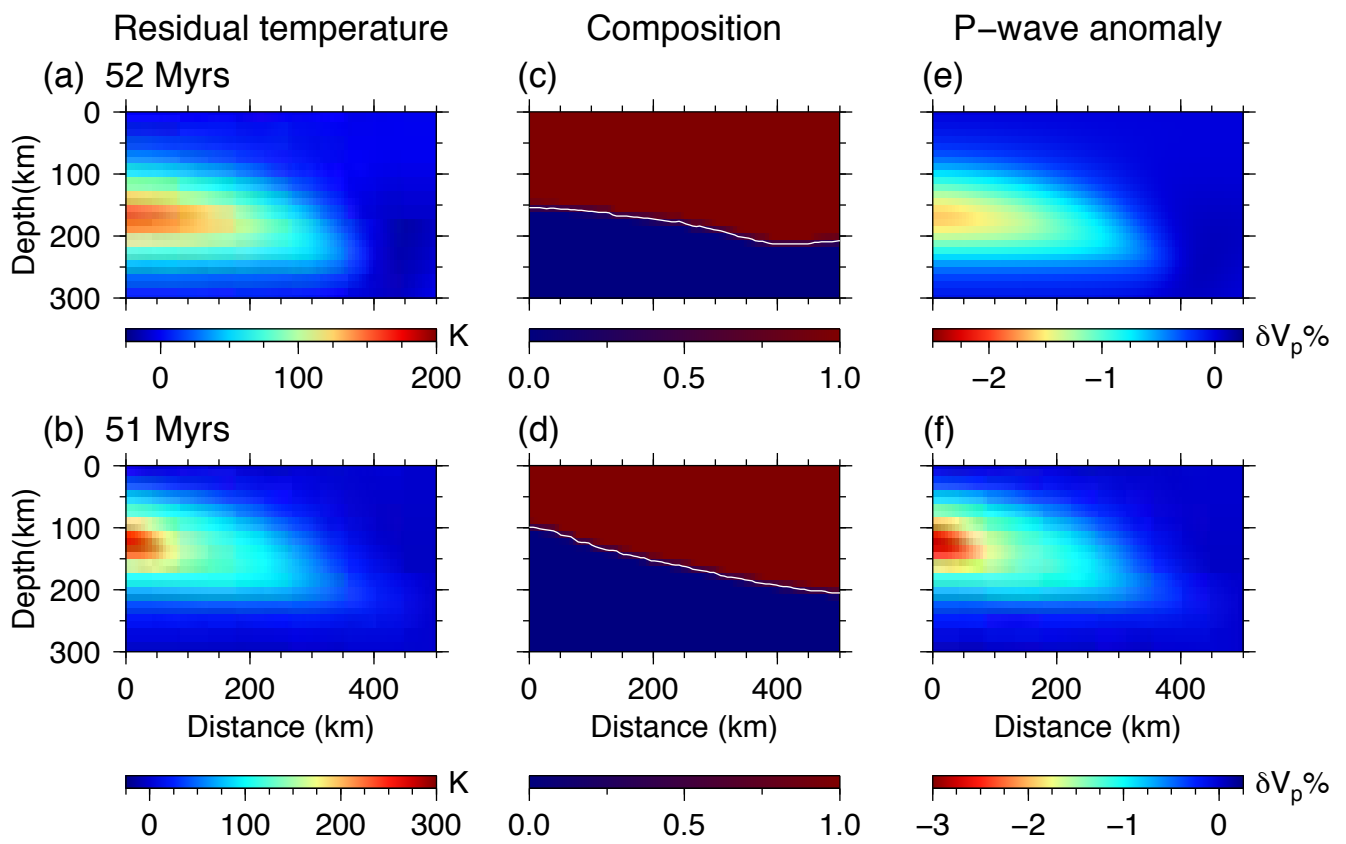 Residual temperature Composition P−wave anomaly
(a) 52 Myrs (c) (e)
0
100
200
300
Depth(km)
0 100 200 K
0.0 0.5 1.0
−2 −1 0 δVp%
(b) 51 Myrs (d) (f)
0
100
200
300
Depth(km)
0 200 400 0 200 400 0 200 400
Distance (km) Distance (km) Distance (km)
0 100 200 300 K
0.0 0.5 1.0
−3 −2 −1 0 δVp%